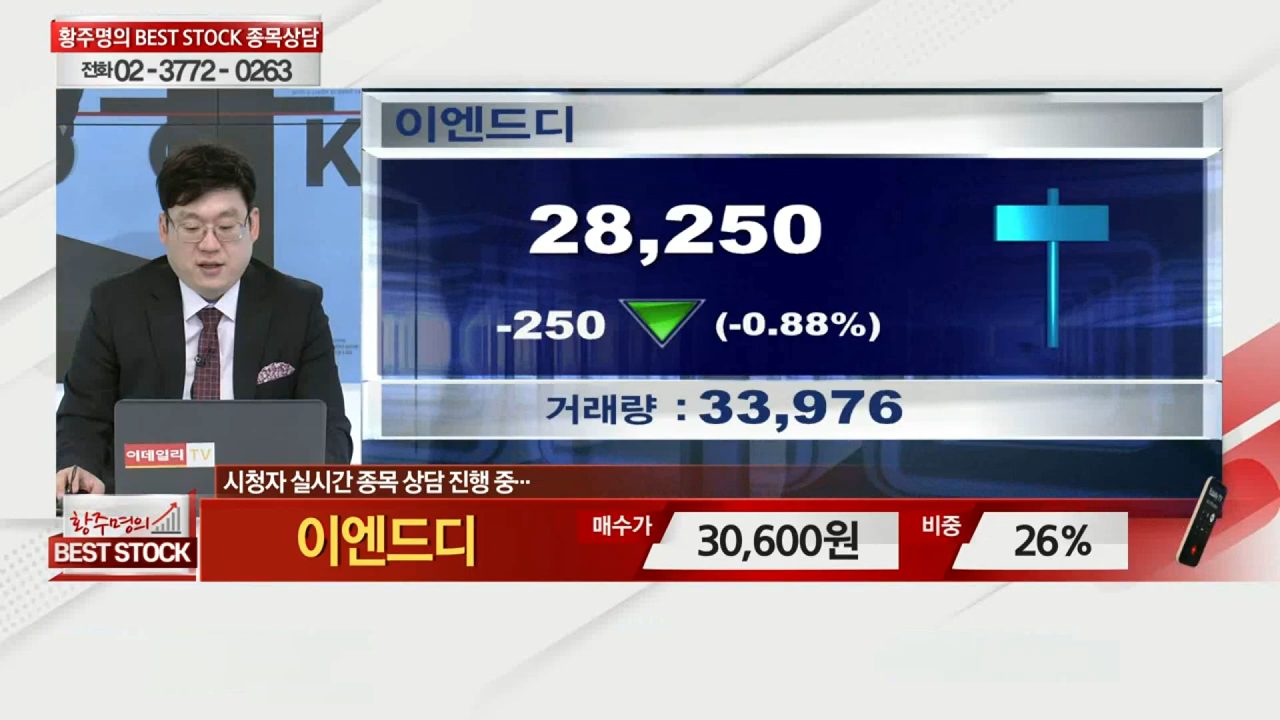 황주명의 BEST STOCK 종목상담
전화 02-3772-0263
K
이엔드디
28,250
-250 (-0.88%)
거래량 : 33,976
이데일리 TV
시청자 실시간 종목 상담 진행 중...
황주명의
BEST STOCK
이엔드디
매수가 30,600원
비중 26%